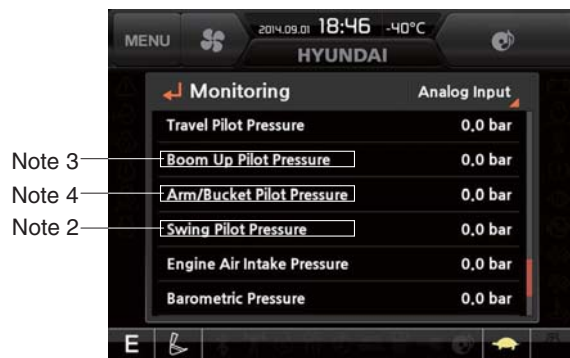 MENU 2014.09.01 18:46 -40°C
HYUNDAI
Monitoring Analog Input
Travel Pilot Pressure 0.0 bar
Note 3 Boom Up Pilot Pressure 0.0 bar
Note 4 Arm/Bucket Pilot Pressure 0.0 bar
Note 2 Swing Pilot Pressure 0.0 bar
Engine Air Intake Pressure 0.0 bar
Barometric Pressure 0.0 bar
E